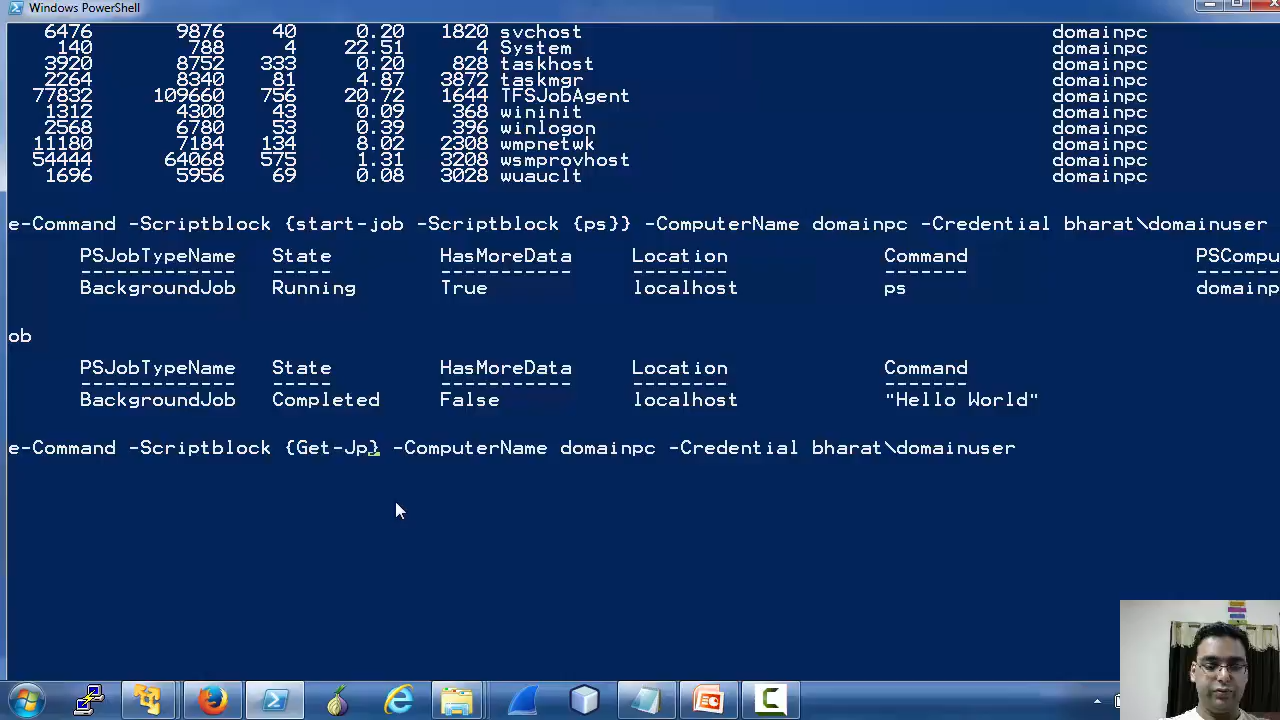 Windows PowerShell
6476 9876 40 0.20 1820 svchost domainpc
140 788 4 22.51 4 System domainpc
3920 8752 333 0.20 828 taskhost domainpc
2264 8340 81 4.87 3872 taskmgr domainpc
77832 109660 756 20.72 1644 TFSJobAgent domainpc
1312 4300 43 0.09 368 wininit domainpc
2568 6780 53 0.39 396 winlogon domainpc
11180 7184 134 8.02 2308 wmpnetwk domainpc
54444 64068 575 1.31 3208 wsmprovhost domainpc
1696 5956 69 0.08 3028 wuauclt domainpc
e-Command -Scriptblock {start-job -Scriptblock {ps}} -ComputerName domainpc -Credential bharat\domainuser
PSJobTypeName State HasMoreData Location Command PSCompu
------------- ----- ----------- -------- ------- -------
BackgroundJob Running True localhost ps domainp
ob
PSJobTypeName State HasMoreData Location Command
------------- ----- ----------- -------- -------
BackgroundJob Completed False localhost "Hello World"
e-Command -Scriptblock {Get-Jp} -ComputerName domainpc -Credential bharat\domainuser